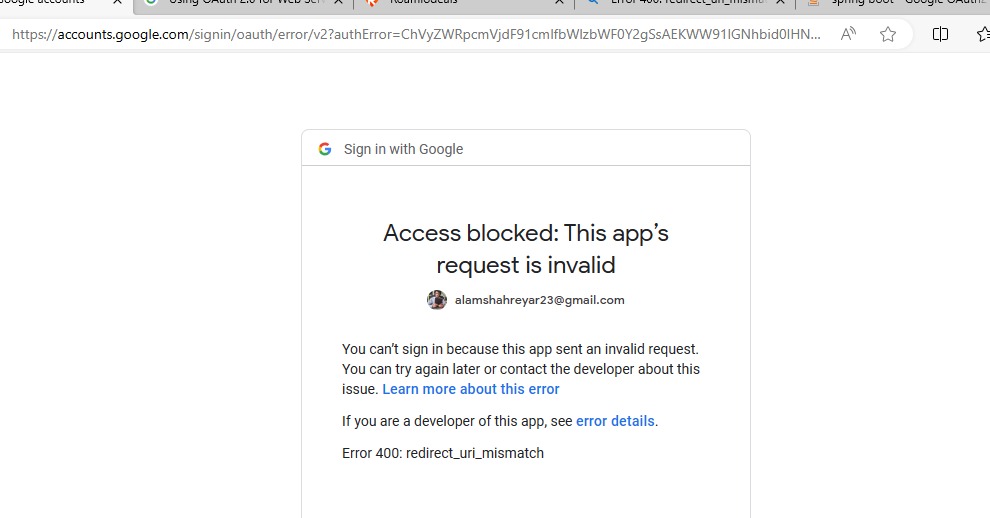 Google accounts
Using OAuth 2.0 for Web Serv
Error 400: redirect_uri_mismat
spring boot - Google OAuth2
https://accounts.google.com/signin/oauth/error/v2?authError=
Sign in with Google
Access blocked: This app’s
request is invalid
alamshahreyar23@gmail.com
You can’t sign in because this app sent an invalid request.
You can try again later or contact the developer about this
issue. Learn more about this error
If you are a developer of this app, see error details.
Error 400: redirect_uri_mismatch